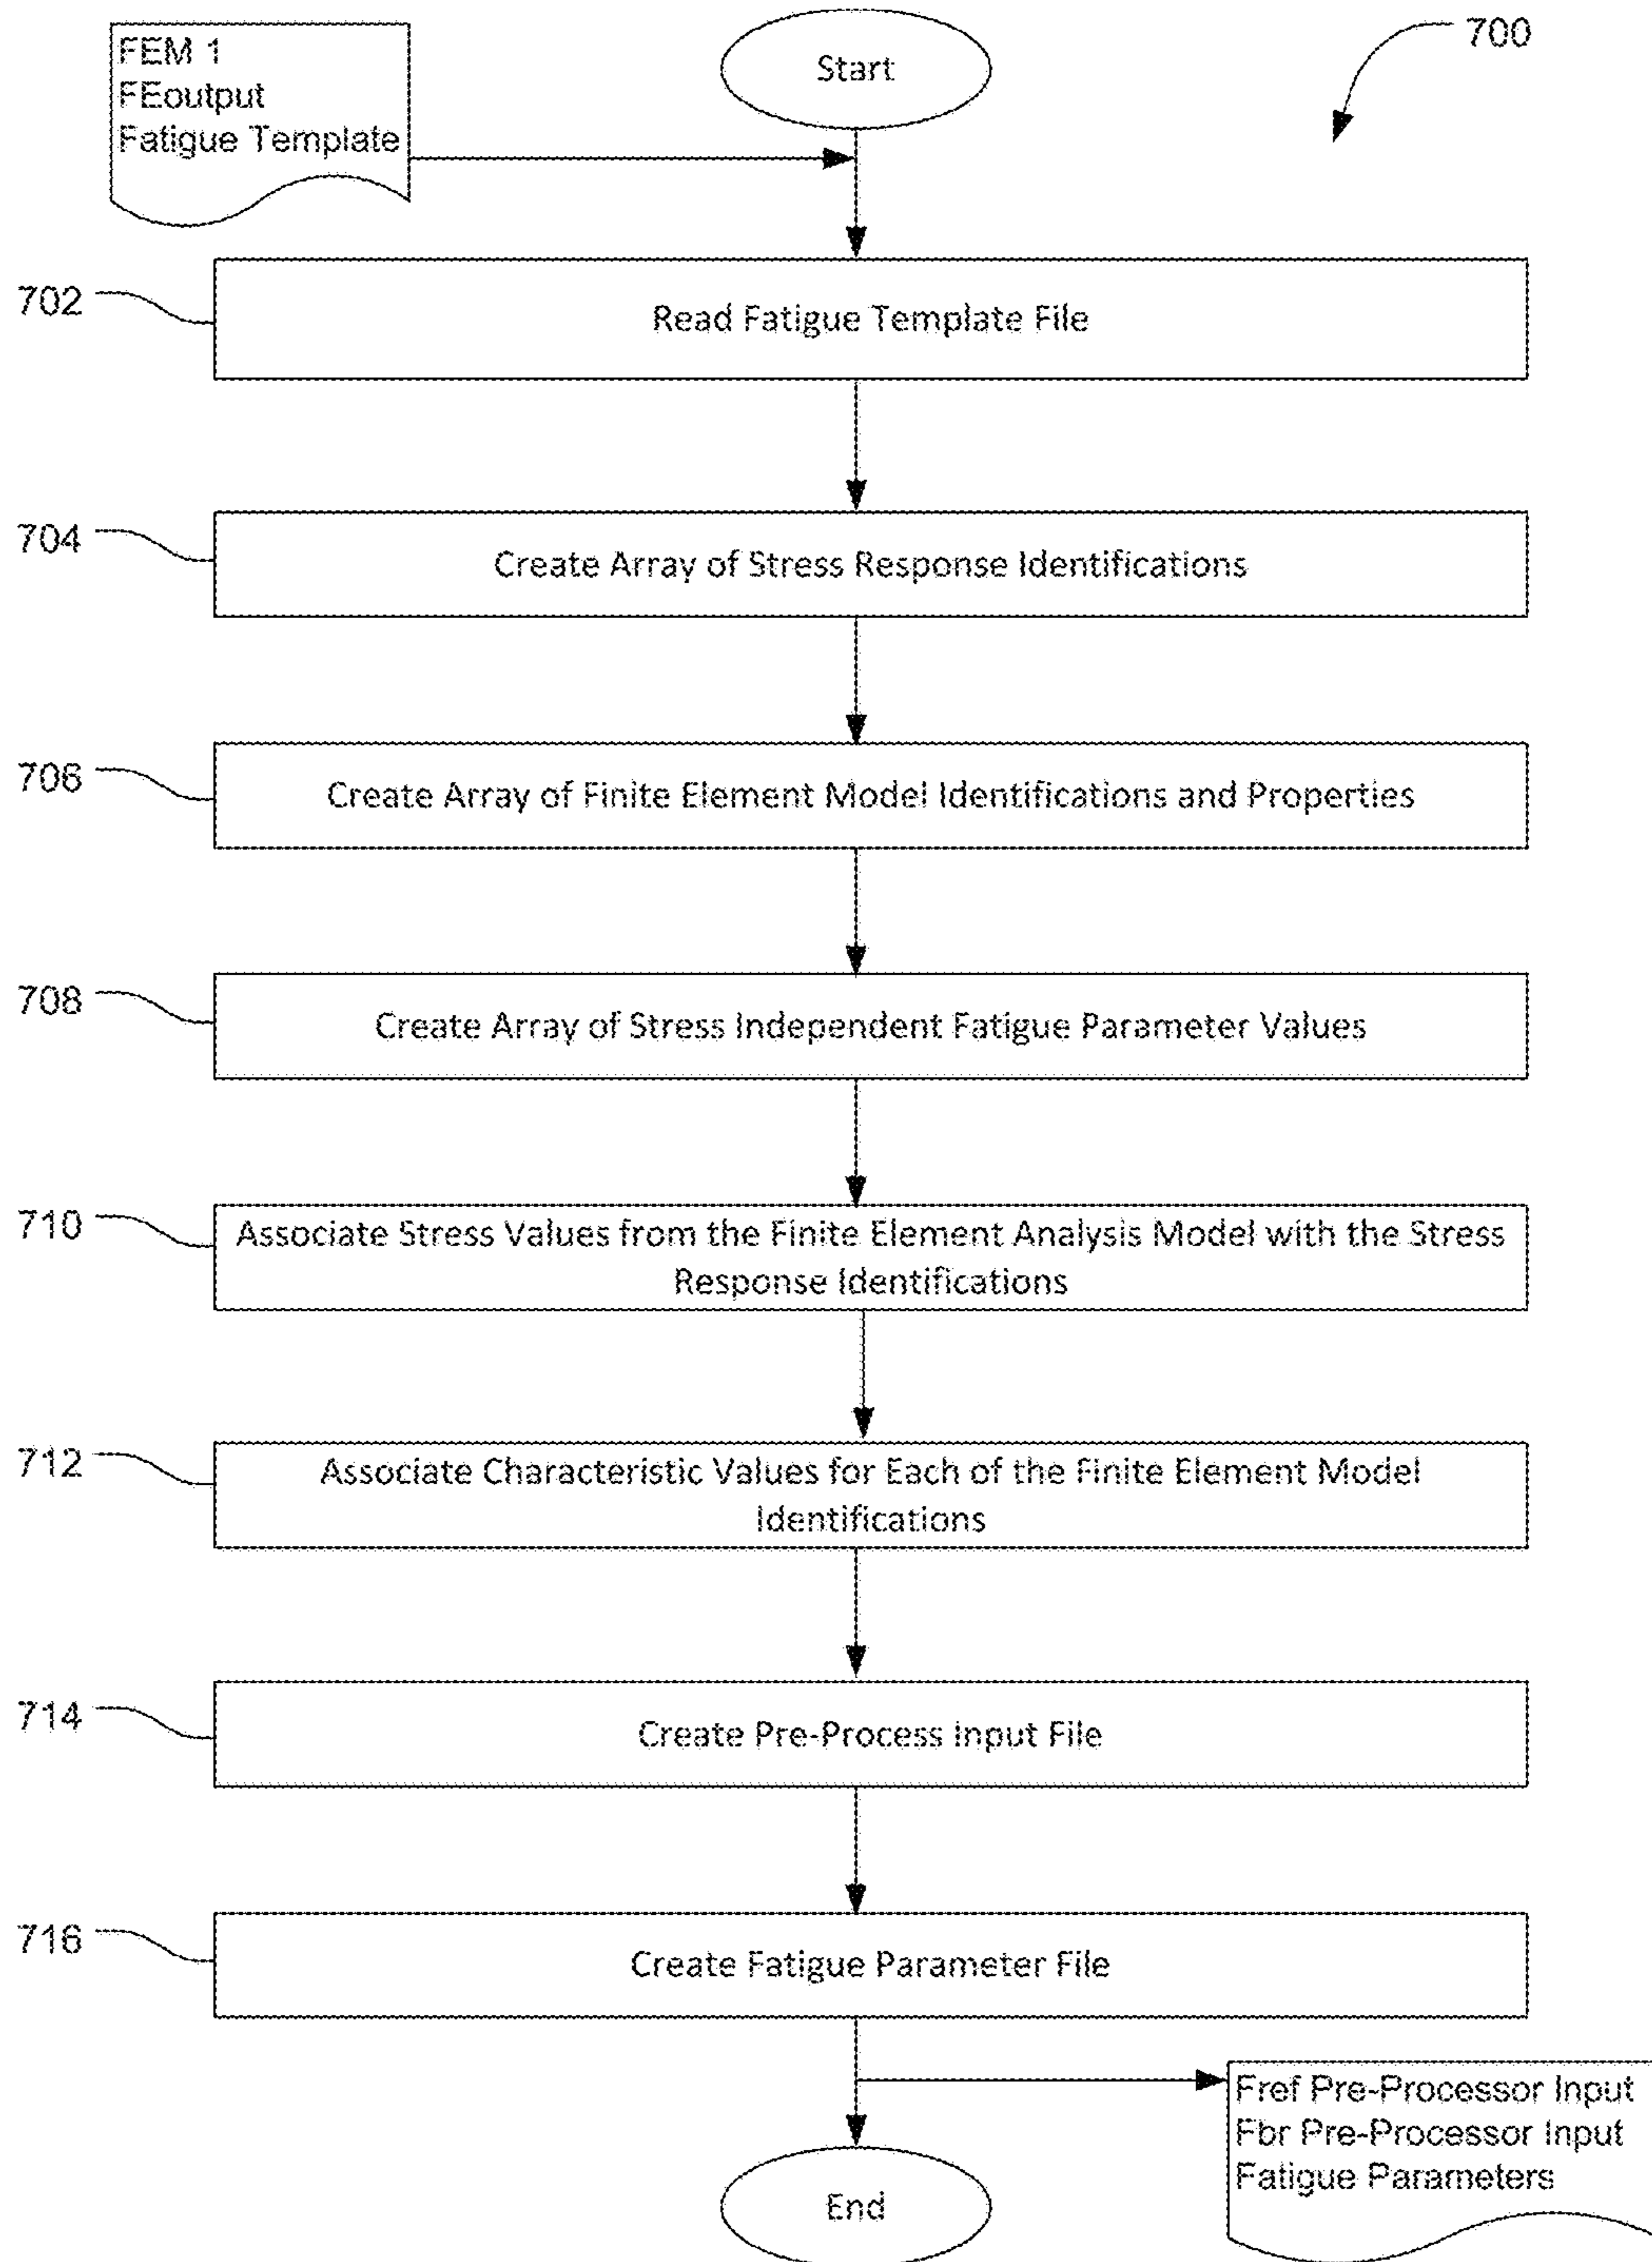 FEM 1
FEoutput
Fatigue Template
Start
700
702
Read Fatigue Template File
704
Create Array of Stress Response Identifications
706
Create Array of Finite Element Model Identifications and Properties
708
Create Array of Stress Independent Fatigue Parameter Values
710
Associate Stress Values from the Finite Element Analysis Model with the Stress
Response Identifications
712
Associate Characteristic Values for Each of the Finite Element Model
Identifications
714
Create Pre-Process Input File
716
Create Fatigue Parameter File
Fref Pre-Processor Input
Fbr Pre-Processor Input
Fatigue Parameters
End